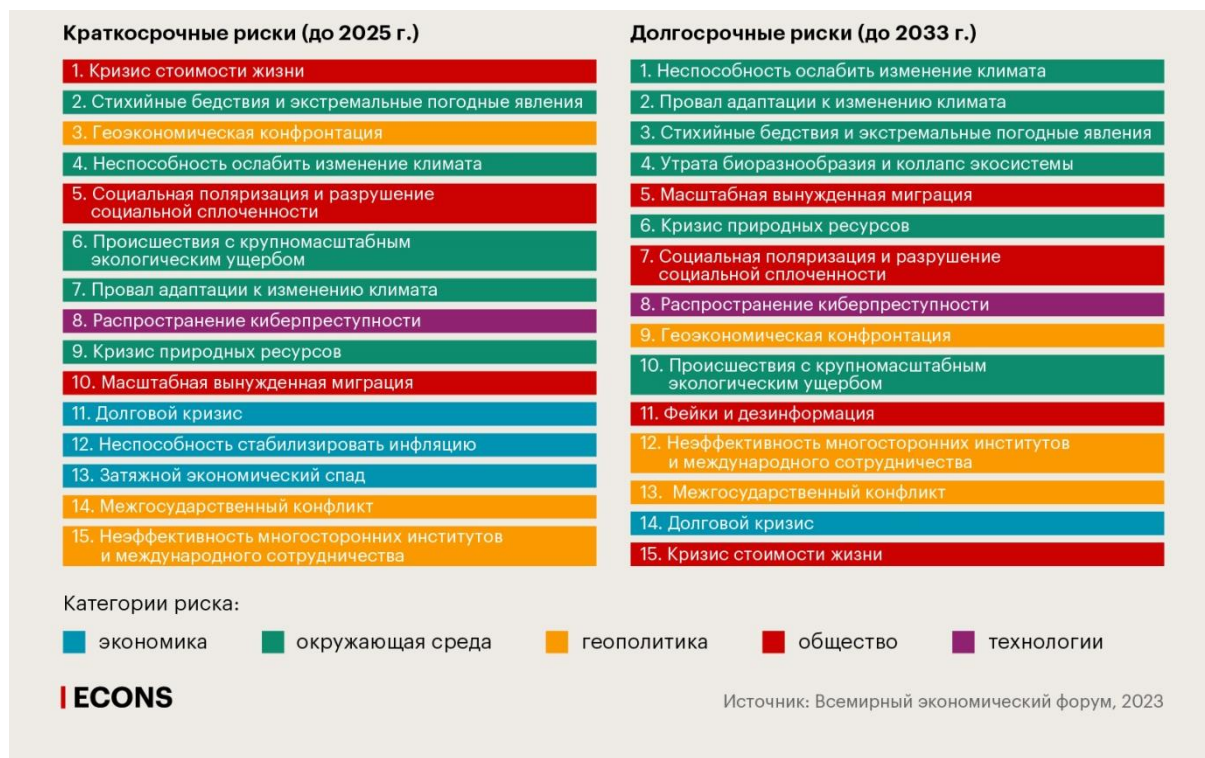 Краткосрочные риски (до 2025 г.)
1. Кризис стоимости жизни
2. Стихийные бедствия и экстремальные погодные явления
3. Геоэкономическая конфронтация
4. Неспособность ослабить изменение климата
5. Социальная поляризация и разрушение
социальной сплоченности
6. Происшествия с крупномасштабным
экологическим ущербом
7. Провал адаптации к изменению климата
8. Распространение киберпреступности
9. Кризис природных ресурсов
10. Масштабная вынужденная миграция
11. Долговой кризис
12. Неспособность стабилизировать инфляцию
13. Затяжной экономический спад
14. Межгосударственный конфликт
15. Неэффективность многосторонних институтов
и международного сотрудничества
Долгосрочные риски (до 2033 г.)
1. Неспособность ослабить изменение климата
2. Провал адаптации к изменению климата
3. Стихийные бедствия и экстремальные погодные явления
4. Утрата биоразнообразия и коллапс экосистемы
5. Масштабная вынужденная миграция
6. Кризис природных ресурсов
7. Социальная поляризация и разрушение
социальной сплоченности
8. Распространение киберпреступности
9. Геоэкономическая конфронтация
10. Происшествия с крупномасштабным
экологическим ущербом
11. Фейки и дезинформация
12. Неэффективность многосторонних институтов
и международного сотрудничества
13. Межгосударственный конфликт
14. Долговой кризис
15. Кризис стоимости жизни
Категории риска:
экономика окружающая среда геополитика общество технологии
ECONS
Источник: Всемирный экономический форум, 2023